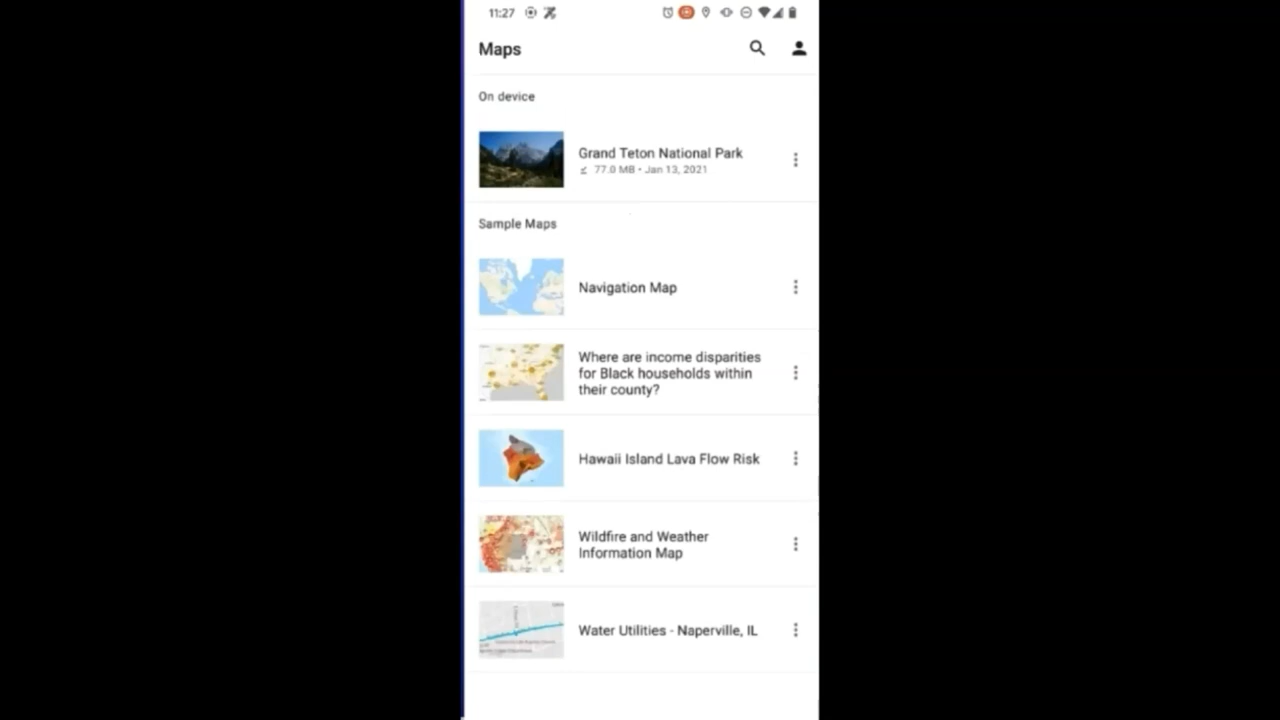 11:27
Maps
On device
Grand Teton National Park
77.0 MB • Jan 13, 2021
Sample Maps
Navigation Map
Where are income disparities
for Black households within
their county?
Hawaii Island Lava Flow Risk
Wildfire and Weather
Information Map
Water Utilities - Naperville, IL